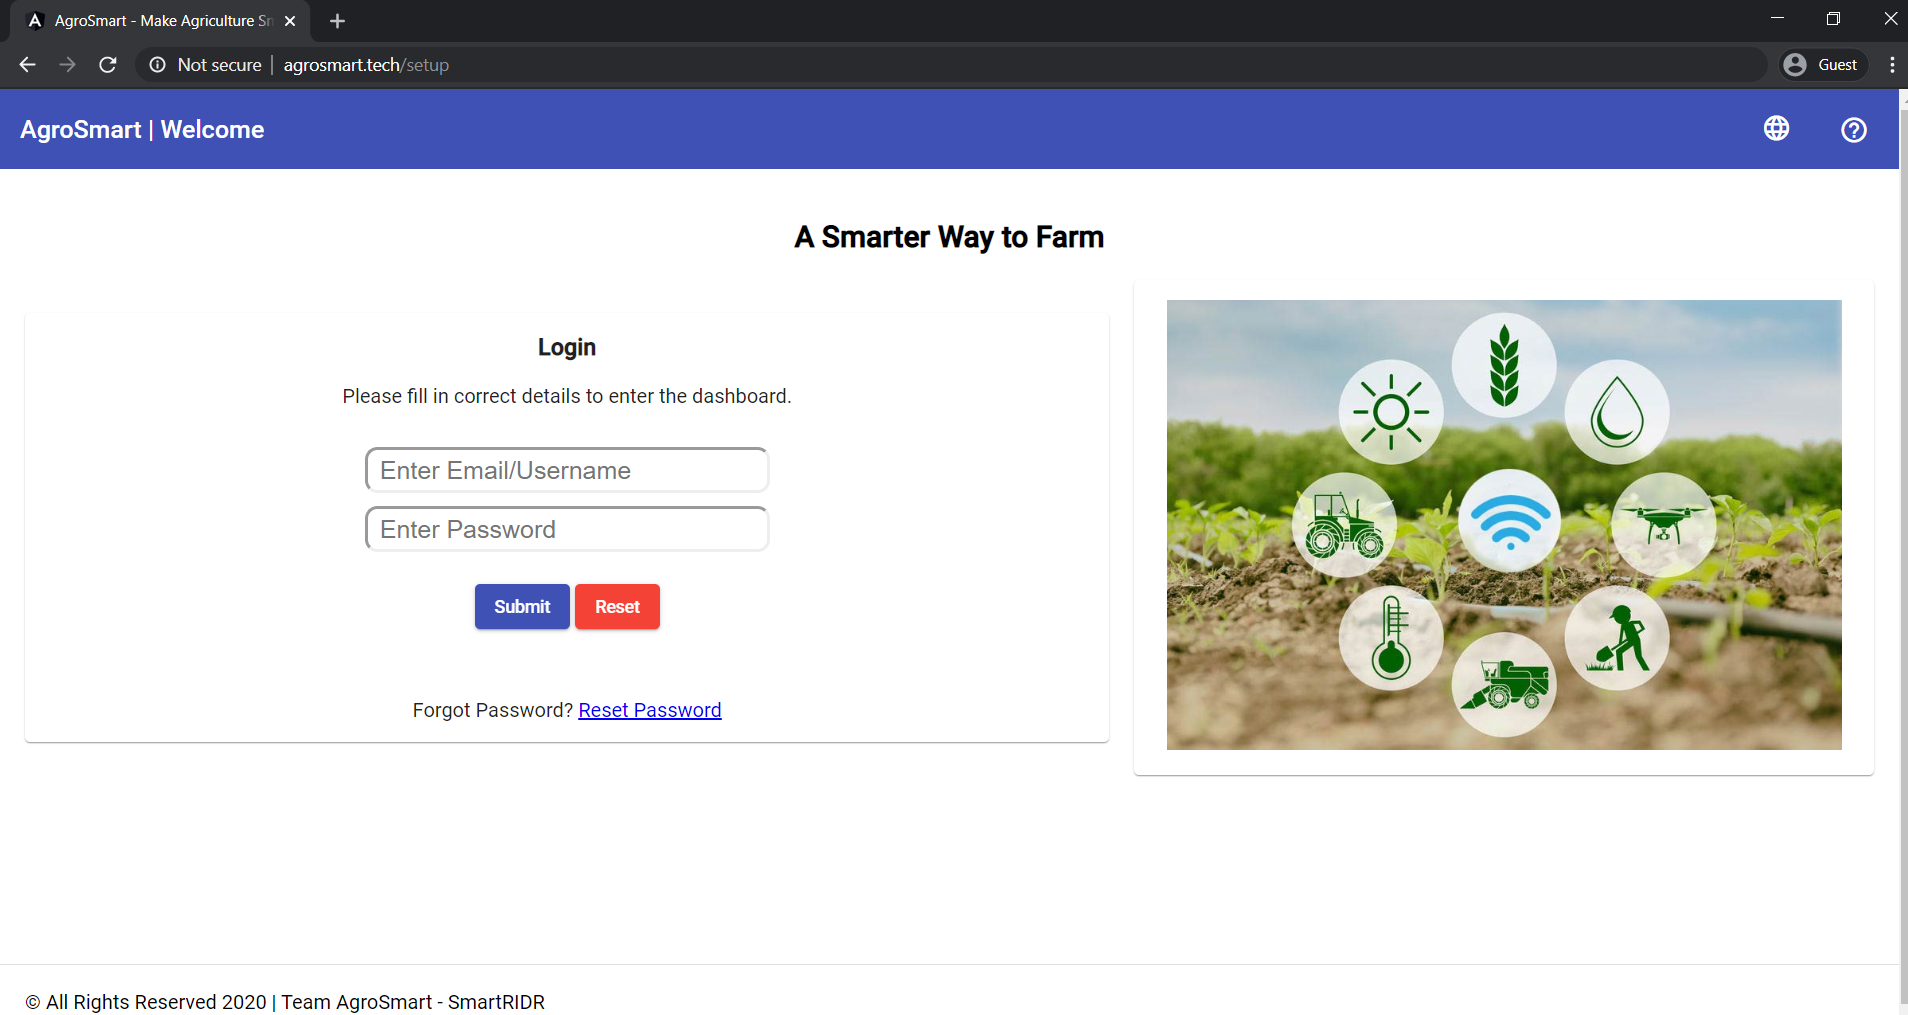 AgroSmart - Make Agriculture
Not secure | agrosmart.tech/setup
Guest
AgroSmart | Welcome
A Smarter Way to Farm
Login
Please fill in correct details to enter the dashboard.
Enter Email/Username
Enter Password
Submit Reset
Forgot Password? Reset Password
© All Rights Reserved 2020 | Team AgroSmart - SmartRIDR